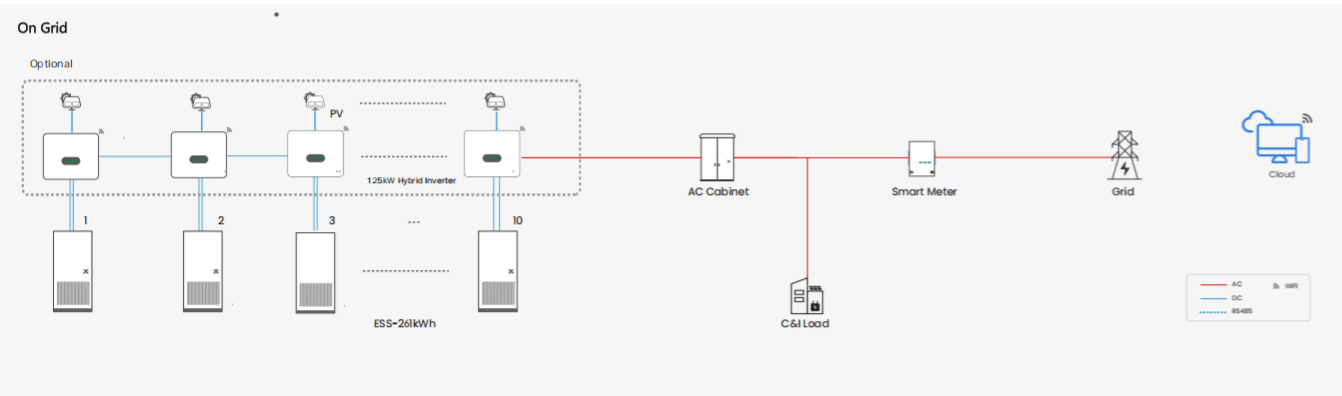 On Grid
Optional
PV
125kW Hybrid Inverter
1
2
3
...
10
ESS-261kWh
AC Cabinet
Smart Meter
Grid
Cloud
C&I Load
AC
WiFi
DC
RS485